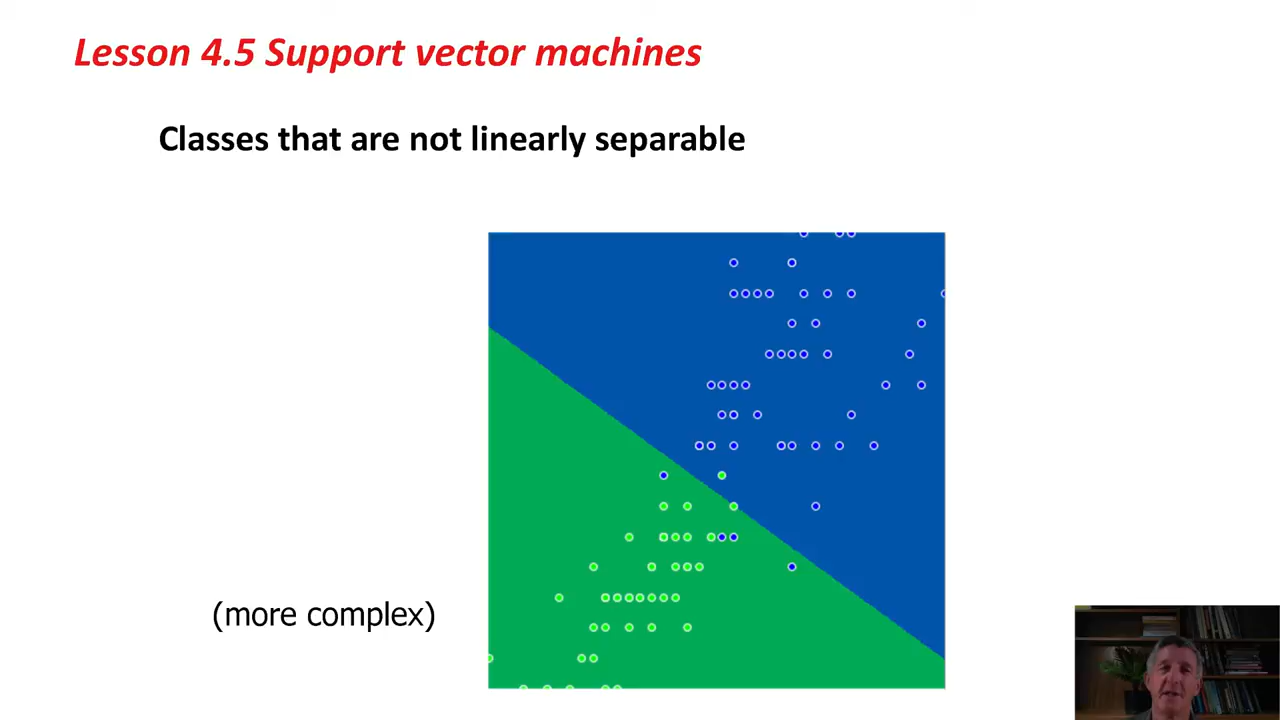 Lesson 4.5 Support vector machines
Classes that are not linearly separable
(more complex)